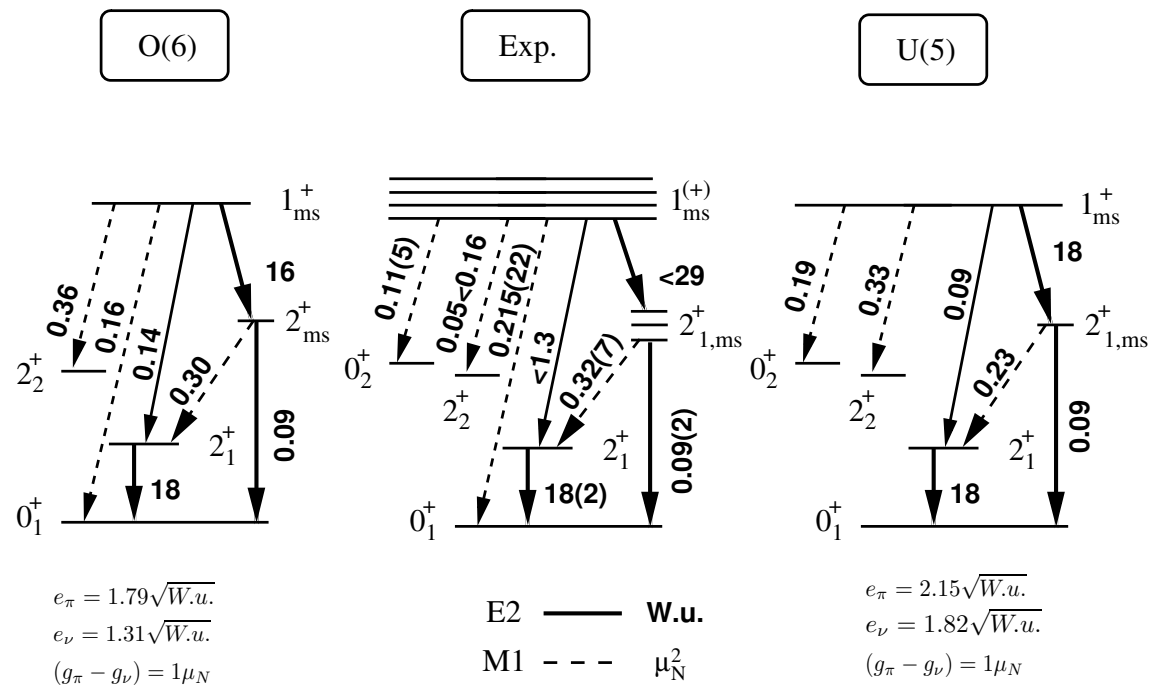 O(6)
Exp.
U(5)
1⁺ms
0.36
0.16
0.14
16
2⁺ms
2⁺2
0.30
0.09
2⁺1
18
0⁺1
eπ = 1.79√W.u.
eν = 1.31√W.u.
(gπ − gν) = 1μN
1⁽⁺⁾ms
0.11(5)
0.05<0.16
0.215(22)
<1.3
<29
2⁺1,ms
0⁺2
2⁺2
0.32(7)
0.09(2)
2⁺1
18(2)
0⁺1
E2 W.u.
M1 μ²N
1⁺ms
0.19
0.33
0.09
18
2⁺1,ms
0⁺2
2⁺2
0.23
0.09
2⁺1
18
0⁺1
eπ = 2.15√W.u.
eν = 1.82√W.u.
(gπ − gν) = 1μN